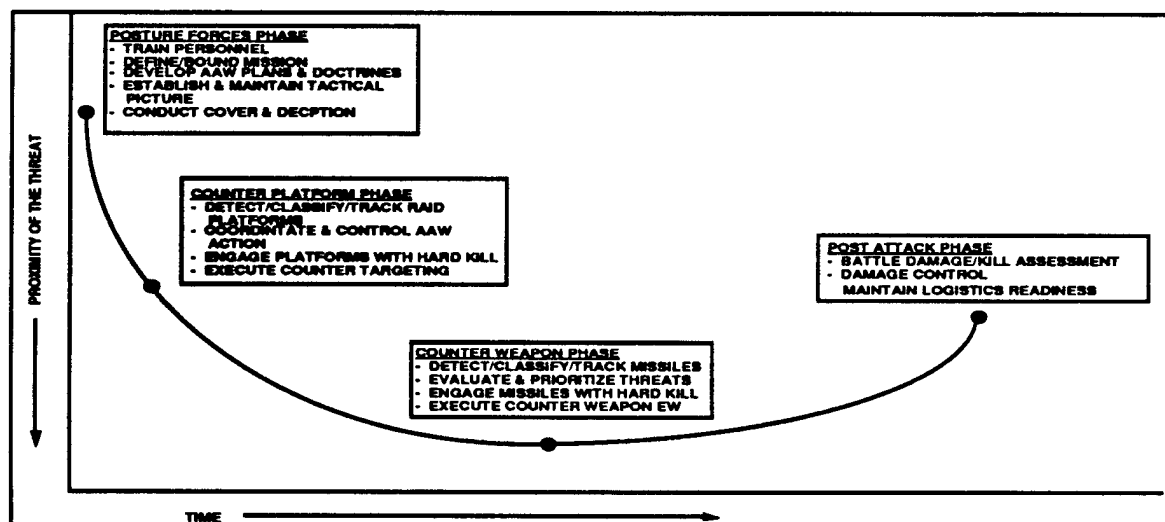 POSTURE FORCES PHASE
- TRAIN PERSONNEL
- DEFINE/BOUND MISSION
- DEVELOP AAW PLANS & DOCTRINES
- ESTABLISH & MAINTAIN TACTICAL
PICTURE
- CONDUCT COVER & DECPTION
PROXIMITY OF THE THREAT
COUNTER PLATFORM PHASE
- DETECT/CLASSIFY/TRACK RAID
PLATFORMS
- COORDINTATE & CONTROL AAW
ACTION
- ENGAGE PLATFORMS WITH HARD KILL
- EXECUTE COUNTER TARGETING
POST ATTACK PHASE
- BATTLE DAMAGE/KILL ASSESSMENT
- DAMAGE CONTROL
MAINTAIN LOGISTICS READINESS
COUNTER WEAPON PHASE
- DETECT/CLASSIFY/TRACK MISSILES
- EVALUATE & PRIORITIZE THREATS
- ENGAGE MISSILES WITH HARD KILL
- EXECUTE COUNTER WEAPON EW
TIME